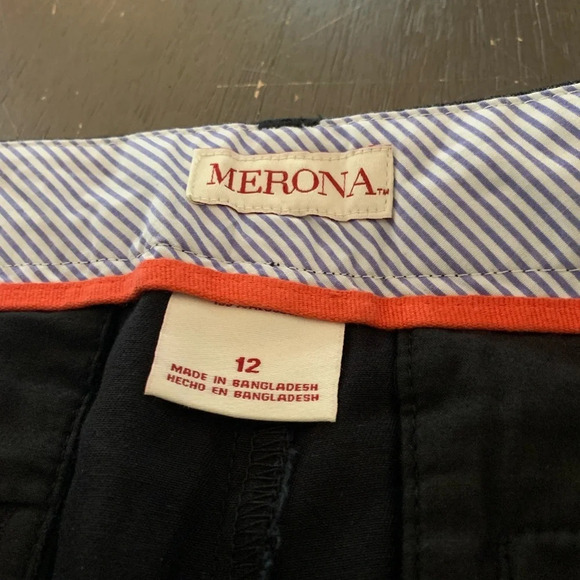 MERONA™
12
MADE IN BANGLADESH
HECHO EN BANGLADESH